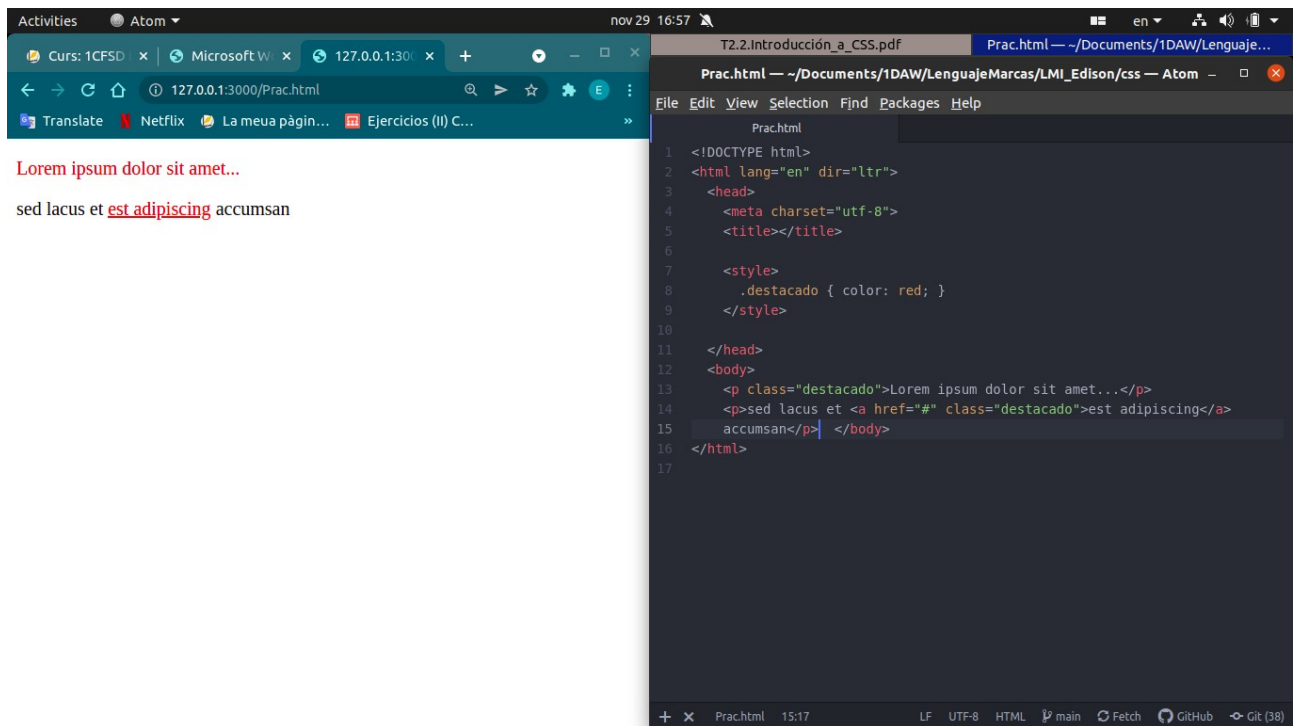 Activities Atom nov 29 16:57 en
Curs: 1CFSD Microsoft W 127.0.0.1:300
127.0.0.1:3000/Prac.html E
Translate Netflix La meua pàgin... Ejercicios (II) C... »
Lorem ipsum dolor sit amet...
sed lacus et est adipiscing accumsan
T2.2.Introducción_a_CSS.pdf Prac.html — ~/Documents/1DAW/Lenguaje...
Prac.html — ~/Documents/1DAW/LenguajeMarcas/LMI_Edison/css — Atom
File Edit View Selection Find Packages Help
Prac.html
1 <!DOCTYPE html>
2 <html lang="en" dir="ltr">
3 <head>
4 <meta charset="utf-8">
5 <title></title>
6
7 <style>
8 .destacado { color: red; }
9 </style>
10
11 </head>
12 <body>
13 <p class="destacado">Lorem ipsum dolor sit amet...</p>
14 <p>sed lacus et <a href="#" class="destacado">est adipiscing</a>
15 accumsan</p> </body>
16 </html>
17
Prac.html 15:17 LF UTF-8 HTML main Fetch GitHub Git (38)